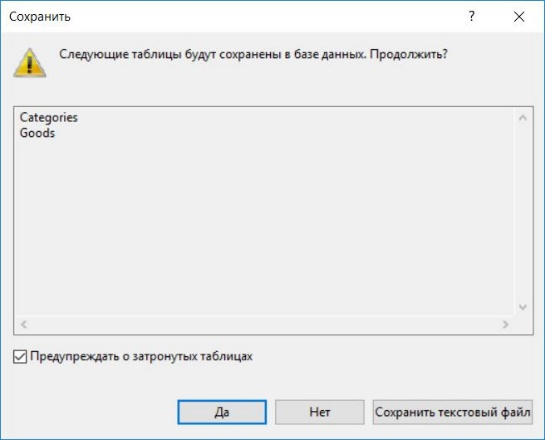 Сохранить
?
Следующие таблицы будут сохранены в базе данных. Продолжить?
Categories
Goods
Предупреждать о затронутых таблицах
Да Нет Сохранить текстовый файл